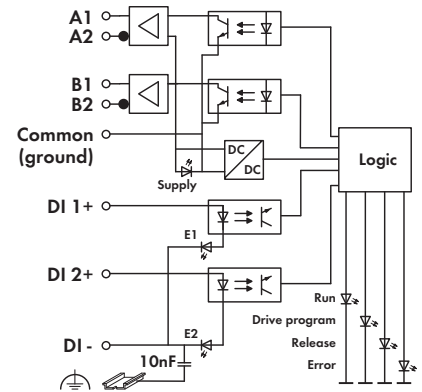 A1
A2
B1
B2
Common
(ground)
DC
DC
Logic
Supply
DI 1+
E1
DI 2+
Run
Drive program
Release
Error
E2
DI -
10nF